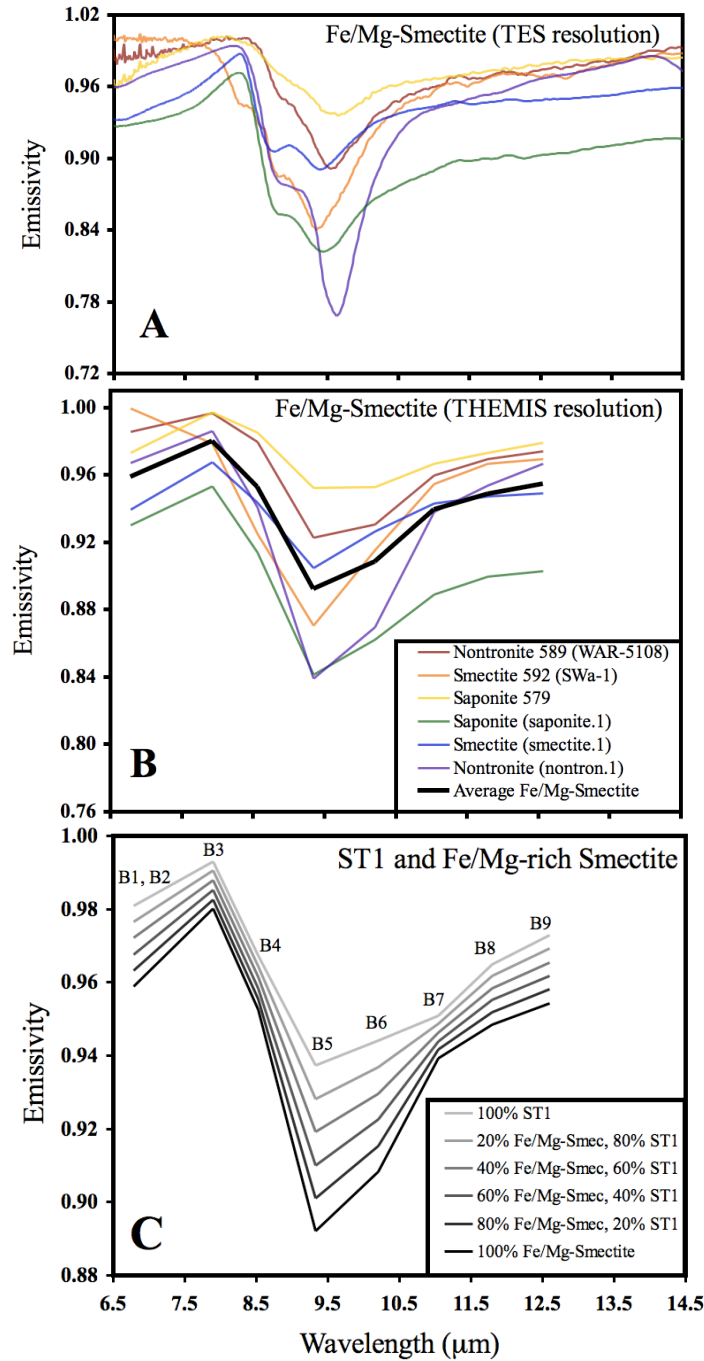 Fe/Mg-Smectite (TES resolution)
1.02
0.96
0.90
0.84
0.78
0.72
Emissivity
A
Fe/Mg-Smectite (THEMIS resolution)
1.00
0.96
0.92
0.88
0.84
0.80
0.76
Emissivity
B
Nontronite 589 (WAR-5108)
Smectite 592 (SWa-1)
Saponite 579
Saponite (saponite.1)
Smectite (smectite.1)
Nontronite (nontron.1)
Average Fe/Mg-Smectite
ST1 and Fe/Mg-rich Smectite
1.00
0.98
0.96
0.94
0.92
0.90
0.88
Emissivity
B1, B2
B3
B4
B5
B6
B7
B8
B9
C
100% ST1
20% Fe/Mg-Smec, 80% ST1
40% Fe/Mg-Smec, 60% ST1
60% Fe/Mg-Smec, 40% ST1
80% Fe/Mg-Smec, 20% ST1
100% Fe/Mg-Smectite
6.5 7.5 8.5 9.5 10.5 11.5 12.5 13.5 14.5
Wavelength (μm)